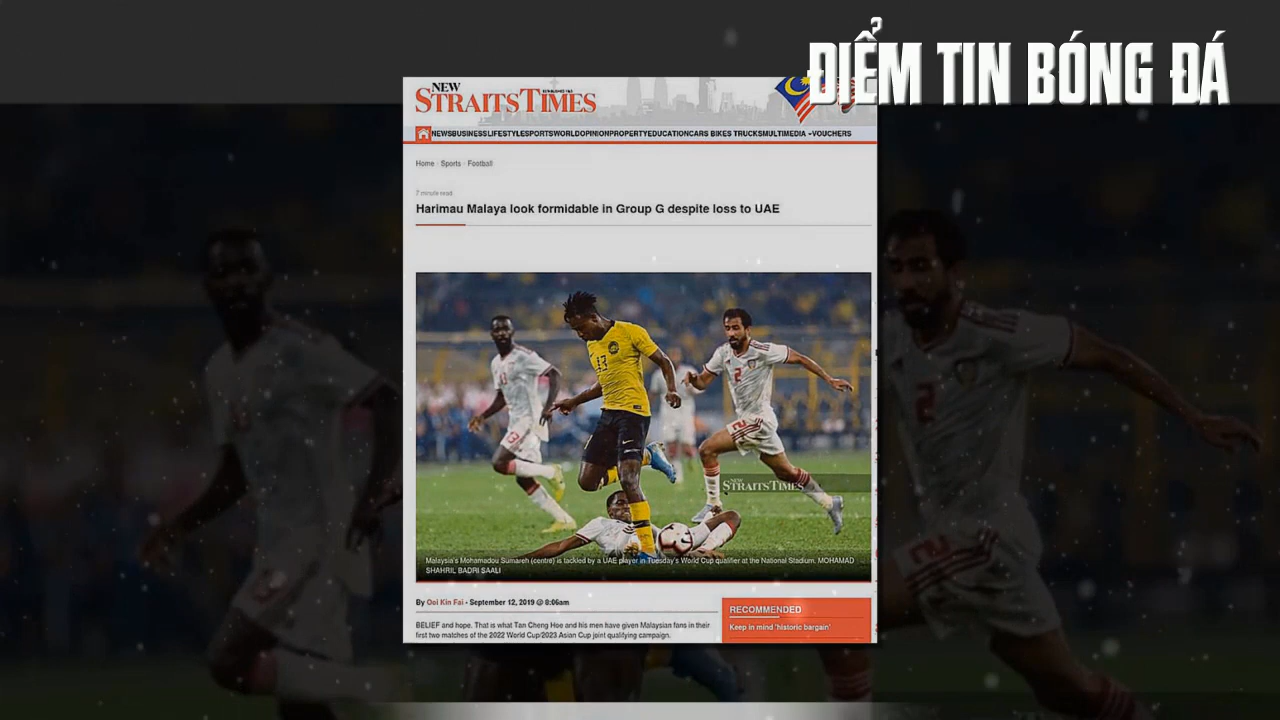 ĐIỂM TIN BÓNG ĐÁ
NEW
STRAITS TIMES
NEWSBUSINESSLIFESTYLESPORTSWORLDOPINIONPROPERTYEDUCATIONCARS BIKES TRUCKSMULTIMEDIA VOUCHERS
Home Sports Football
7 minute read
Harimau Malaya look formidable in Group G despite loss to UAE
13
2
2
13
2
NEW
STRAITS TIMES
Malaysia's Mohamadou Sumareh (centre) is tackled by a UAE player in Tuesday's World Cup qualifier at the National Stadium. MOHAMAD
SHAHRIL BADRI SAALI
By Ooi Kin Fai - September 12, 2019 @ 8:06am
BELIEF and hope. That is what Tan Cheng Hoe and his men have given Malaysian fans in their
first two matches of the 2022 World Cup/2023 Asian Cup joint qualifying campaign.
RECOMMENDED
Keep in mind 'historic bargain'